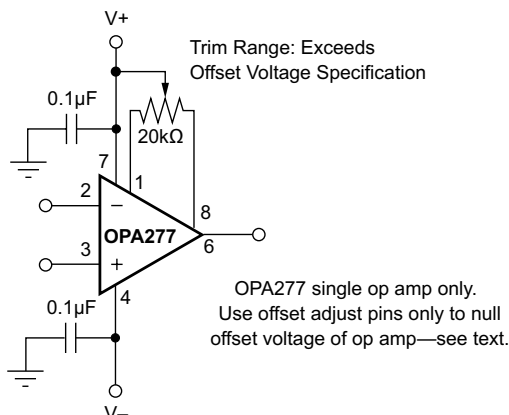 V+
Trim Range: Exceeds
Offset Voltage Specification
0.1µF
20kΩ
7
1
2
−
8
OPA277
6
3
+
4
OPA277 single op amp only.
Use offset adjust pins only to null
offset voltage of op amp—see text.
0.1µF
V–